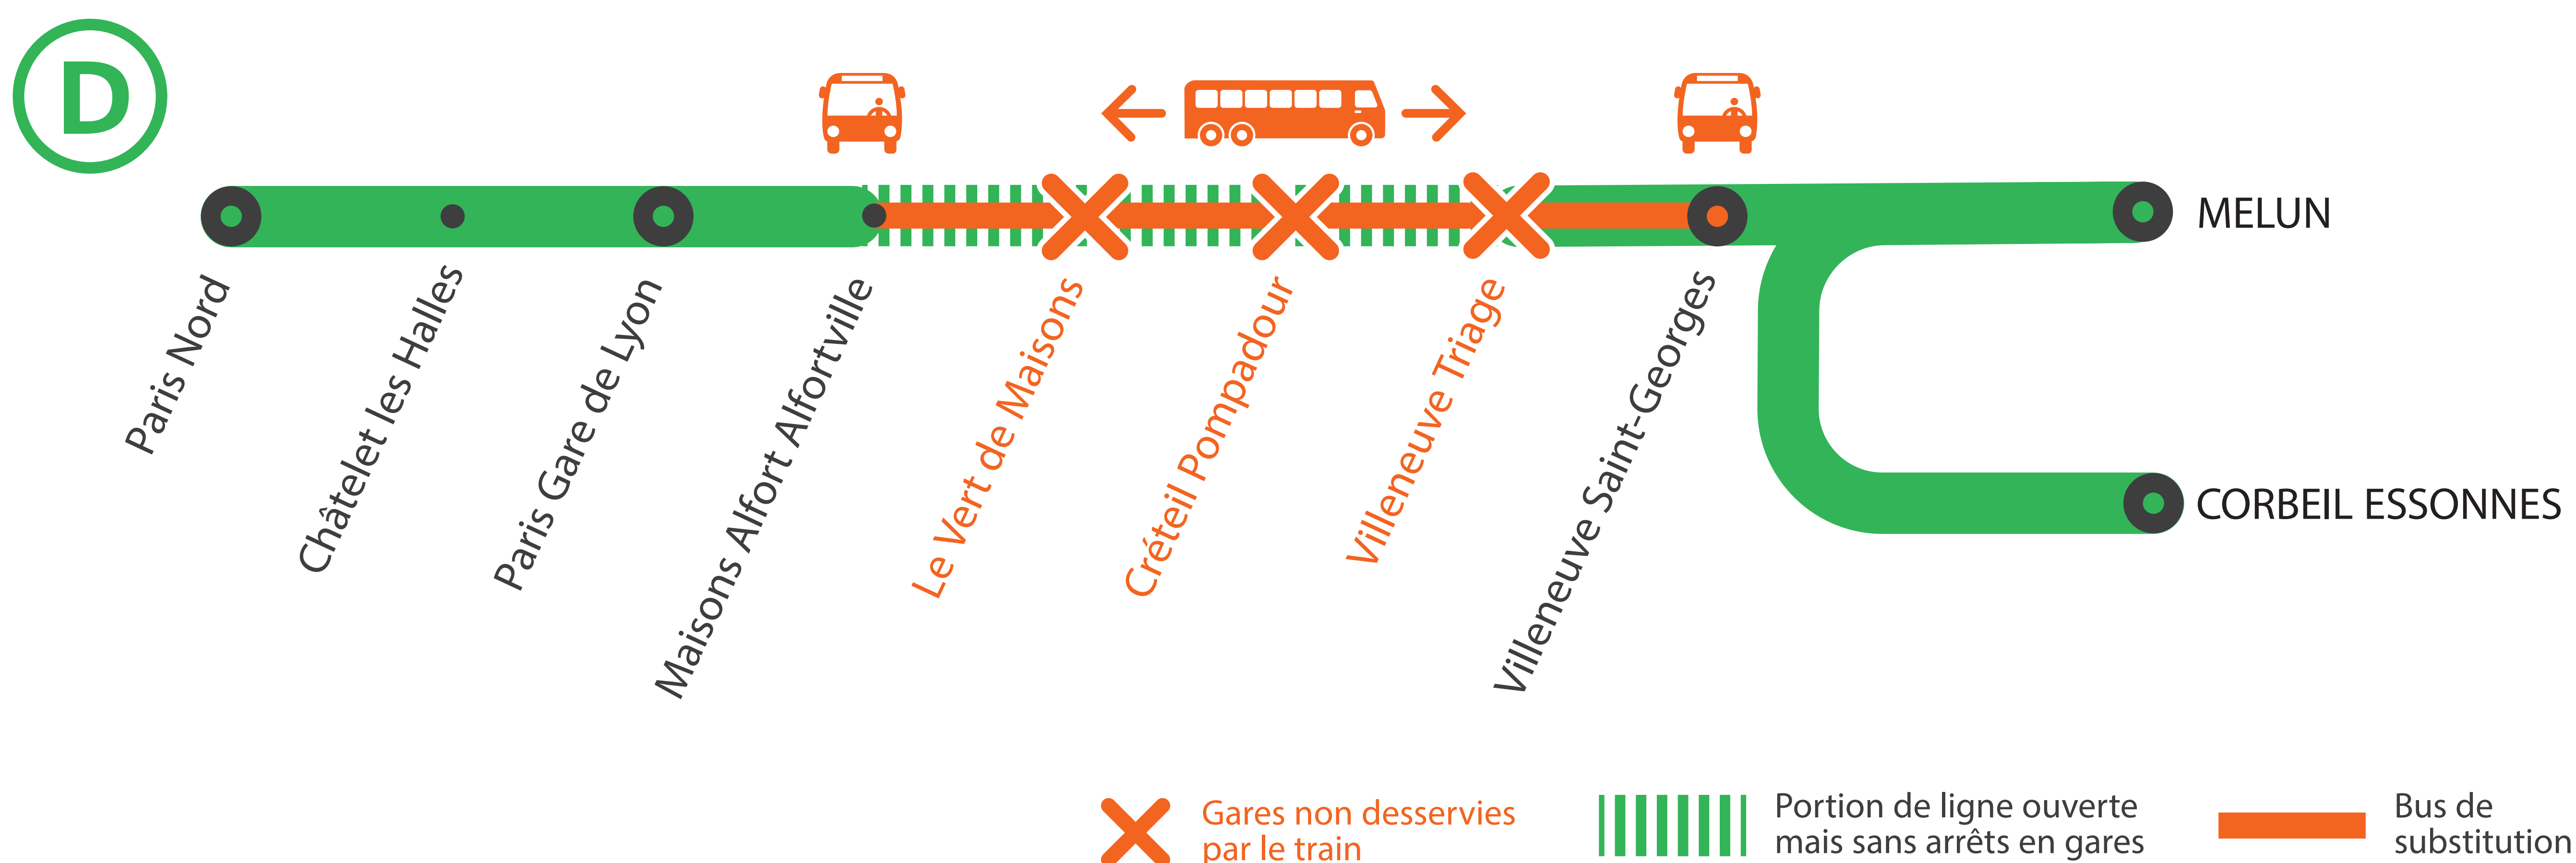 D
Paris Nord
Châtelet les Halles
Paris Gare de Lyon
Maisons Alfort Alfortville
Le Vert de Maisons
Créteil Pompadour
Villeneuve Triage
Villeneuve Saint-Georges
MELUN
CORBEIL ESSONNES
Gares non desservies
par le train
Portion de ligne ouverte
mais sans arrêts en gares
Bus de
substitution